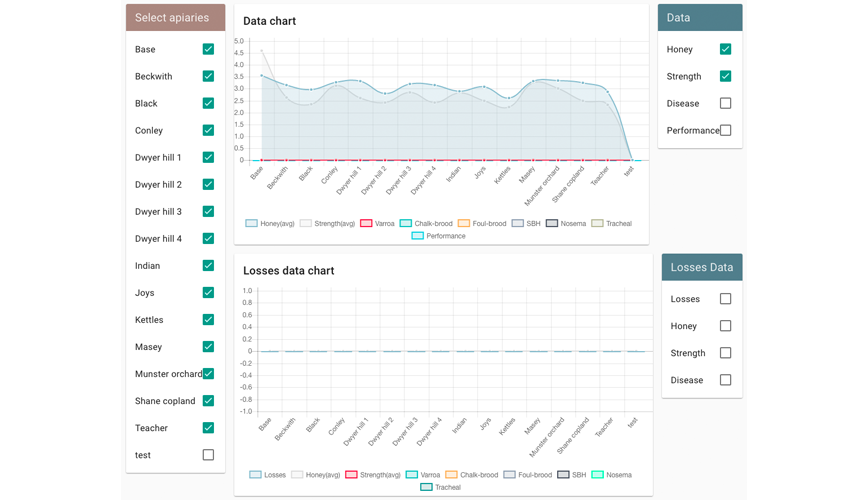 Select apiaries
Base
Beckwith
Black
Conley
Dwyer hill 1
Dwyer hill 2
Dwyer hill 3
Dwyer hill 4
Indian
Joys
Kettles
Masey
Munster orchard
Shane copland
Teacher
test
Data chart
5.0
4.5
4.0
3.5
3.0
2.5
2.0
1.5
1.0
0.5
0
Base Beckwith Black Conley Dwyer hill 1 Dwyer hill 2 Dwyer hill 3 Dwyer hill 4 Indian Joys Kettles Masey Munster orchard Shane copland Teacher test
Honey(avg) Strength(avg) Varroa Chalk-brood Foul-brood SBH Nosema Tracheal
Performance
Data
Honey
Strength
Disease
Performance
Losses data chart
1.0
0.8
0.6
0.4
0.2
0
-0.2
-0.4
-0.6
-0.8
-1.0
Base Beckwith Black Conley Dwyer hill 1 Dwyer hill 2 Dwyer hill 3 Dwyer hill 4 Indian Joys Kettles Masey Munster orchard Shane copland Teacher test
Losses Honey(avg) Strength(avg) Varroa Chalk-brood Foul-brood SBH Nosema
Tracheal
Losses Data
Losses
Honey
Strength
Disease